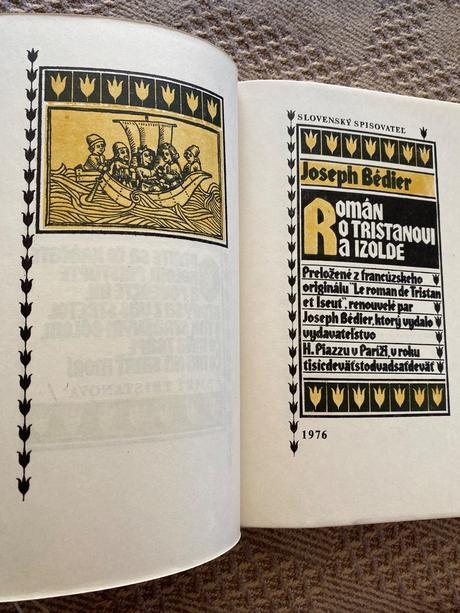 SLOVENSKÝ SPISOVATEĽ
Joseph Bédier
Román
o Tristanovi
a Izolde
Preložené z francúzskeho
originálu "Le roman de Tristan
et Iseut", renouvelé par
Joseph Bédier, ktorý vydalo
vydavateľstvo
H. Piazzu v Paríži, v roku
tisícdeväťstodvadsaťdeväť
1976